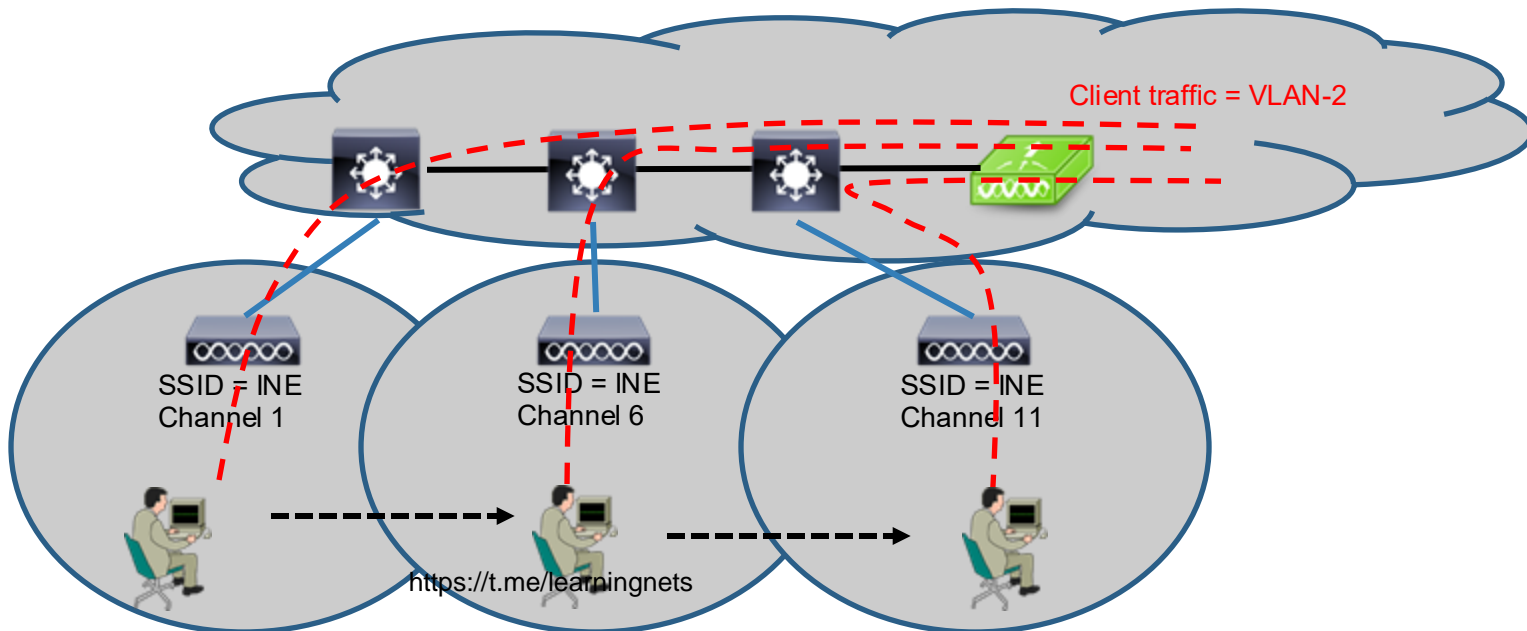 Client traffic = VLAN-2
SSID = INE
Channel 1
SSID = INE
Channel 6
SSID = INE
Channel 11
https://t.me/learningnets